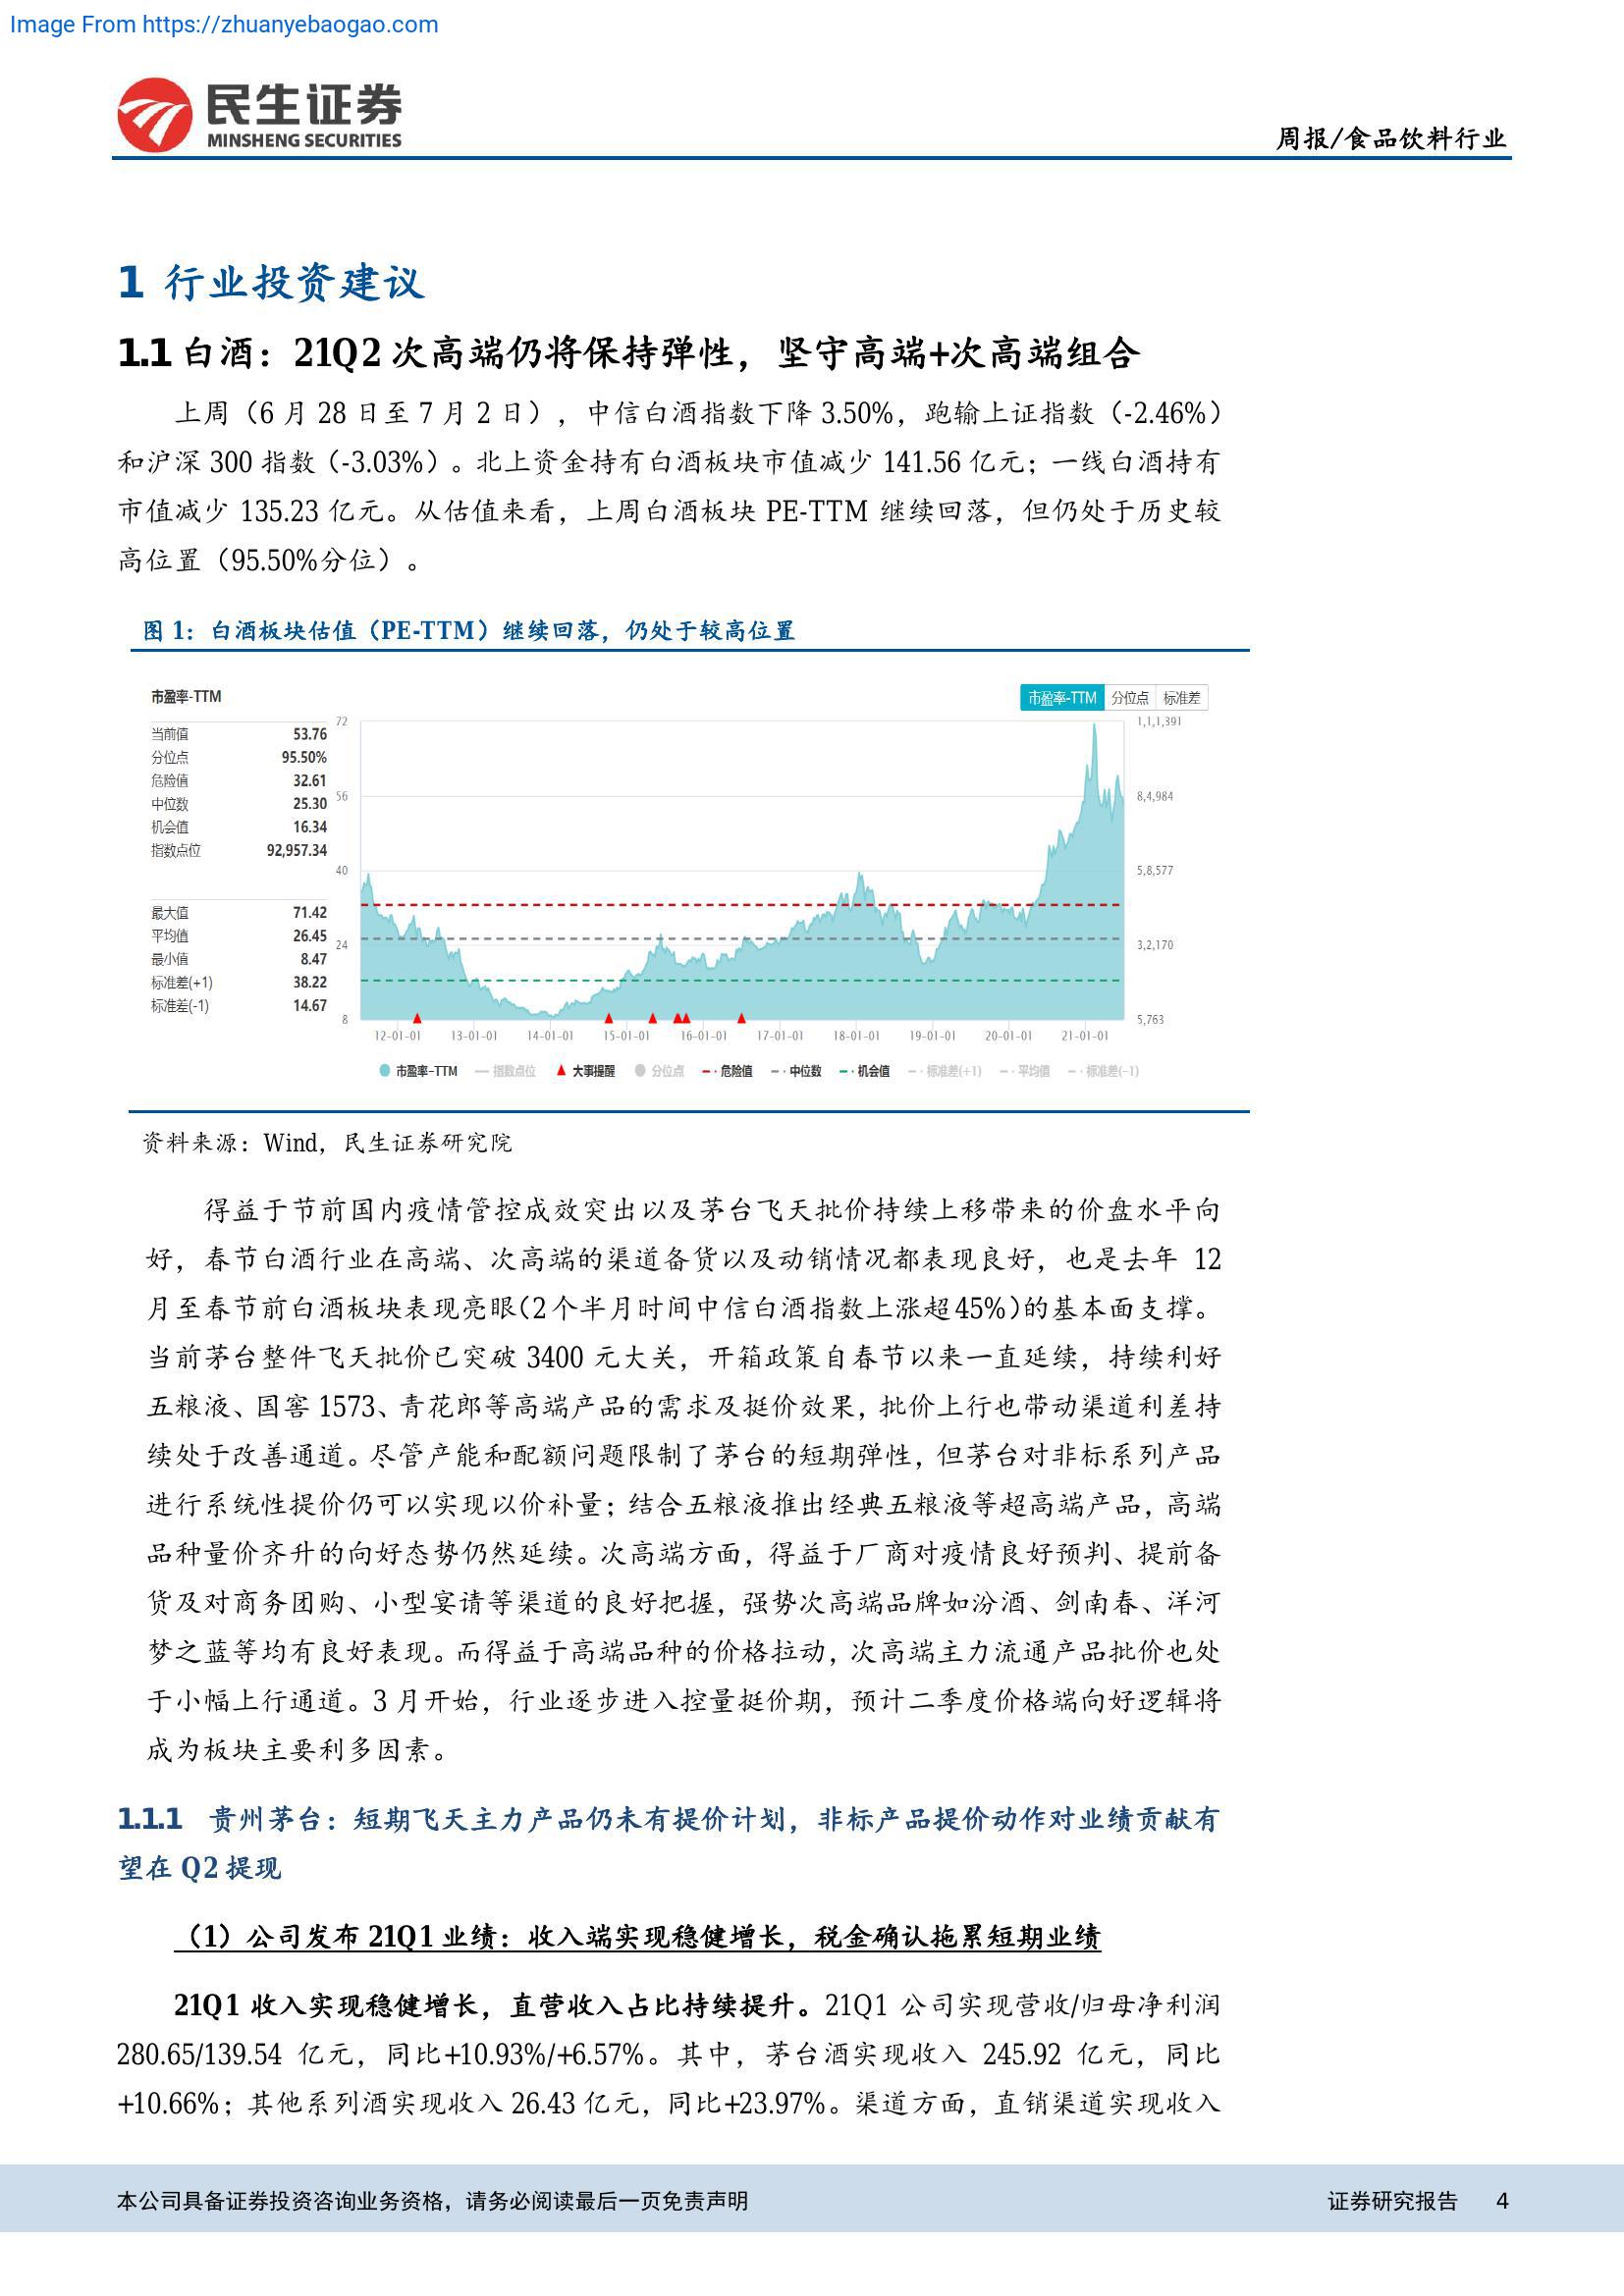 Image From https://zhuanyebaogao.com
民生证券
MINSHENG SECURITIES
周报/食品饮料行业
1 行业投资建议
1.1 白酒：21Q2 次高端仍将保持弹性，坚守高端+次高端组合
上周（6 月 28 日至 7 月 2 日），中信白酒指数下降 3.50%，跑输上证指数（-2.46%）
和沪深 300 指数（-3.03%）。北上资金持有白酒板块市值减少 141.56 亿元；一线白酒持有
市值减少 135.23 亿元。从估值来看，上周白酒板块 PE-TTM 继续回落，但仍处于历史较
高位置（95.50%分位）。
图 1：白酒板块估值（PE-TTM）继续回落，仍处于较高位置
市盈率-TTM
市盈率-TTM 分位点 标准差
当前值 53.76
分位点 95.50%
危险值 32.61
中位数 25.30
机会值 16.34
指数点位 92,957.34
最大值 71.42
平均值 26.45
最小值 8.47
标准差(+1) 38.22
标准差(-1) 14.67
72
56
40
24
8
1,1,1,391
8,4,984
5,8,577
3,2,170
5,763
12-01-01 13-01-01 14-01-01 15-01-01 16-01-01 17-01-01 18-01-01 19-01-01 20-01-01 21-01-01
市盈率-TTM 指数点位 大事提醒 分位点 危险值 中位数 机会值 标准差(+1) 平均值 标准差(-1)
资料来源：Wind，民生证券研究院
得益于节前国内疫情管控成效突出以及茅台飞天批价持续上移带来的价盘水平向
好，春节白酒行业在高端、次高端的渠道备货以及动销情况都表现良好，也是去年 12
月至春节前白酒板块表现亮眼（2 个半月时间中信白酒指数上涨超 45%）的基本面支撑。
当前茅台整件飞天批价已突破 3400 元大关，开箱政策自春节以来一直延续，持续利好
五粮液、国窖 1573、青花郎等高端产品的需求及挺价效果，批价上行也带动渠道利差持
续处于改善通道。尽管产能和配额问题限制了茅台的短期弹性，但茅台对非标系列产品
进行系统性提价仍可以实现以价补量；结合五粮液推出经典五粮液等超高端产品，高端
品种量价齐升的向好态势仍然延续。次高端方面，得益于厂商对疫情良好预判、提前备
货及对商务团购、小型宴请等渠道的良好把握，强势次高端品牌如汾酒、剑南春、洋河
梦之蓝等均有良好表现。而得益于高端品种的价格拉动，次高端主力流通产品批价也处
于小幅上行通道。3 月开始，行业逐步进入控量挺价期，预计二季度价格端向好逻辑将
成为板块主要利多因素。
1.1.1 贵州茅台：短期飞天主力产品仍未有提价计划，非标产品提价动作对业绩贡献有
望在 Q2 提现
（1）公司发布 21Q1 业绩：收入端实现稳健增长，税金确认拖累短期业绩
21Q1 收入实现稳健增长，直营收入占比持续提升。21Q1 公司实现营收/归母净利润
280.65/139.54 亿元，同比+10.93%/+6.57%。其中，茅台酒实现收入 245.92 亿元，同比
+10.66%；其他系列酒实现收入 26.43 亿元，同比+23.97%。渠道方面，直销渠道实现收入
本公司具备证券投资咨询业务资格，请务必阅读最后一页免责声明
证券研究报告 4